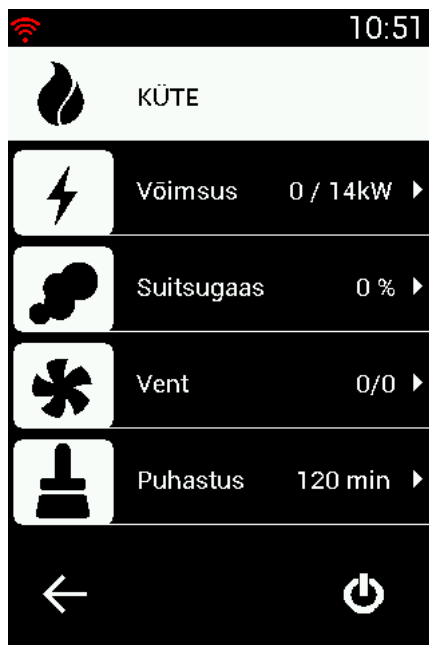 10:51
KÜTE
Võimsus 0 / 14kW
Suitsugaas 0 %
Vent 0/0
Puhastus 120 min